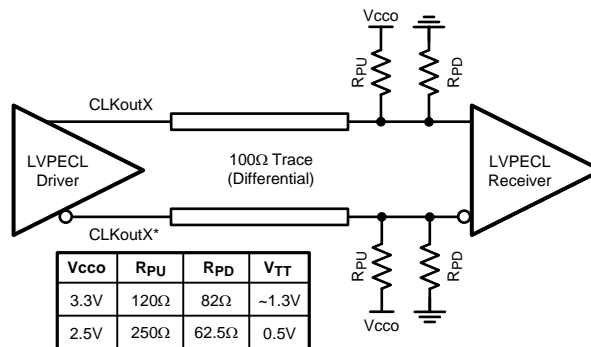 Vcco
RPU
RPD
CLKoutX
LVPECL
Driver
100Ω Trace
(Differential)
LVPECL
Receiver
CLKoutX*
RPU
RPD
Vcco
Vcco RPU RPD VTT
3.3V 120Ω 82Ω ~1.3V
2.5V 250Ω 62.5Ω 0.5V